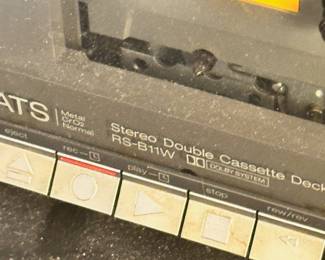 ATS
Metal
CrO2
Normal
Stereo Double Cassette Deck
RS-B11W DOLBY SYSTEM
eject
rec
play
stop
rew/rev